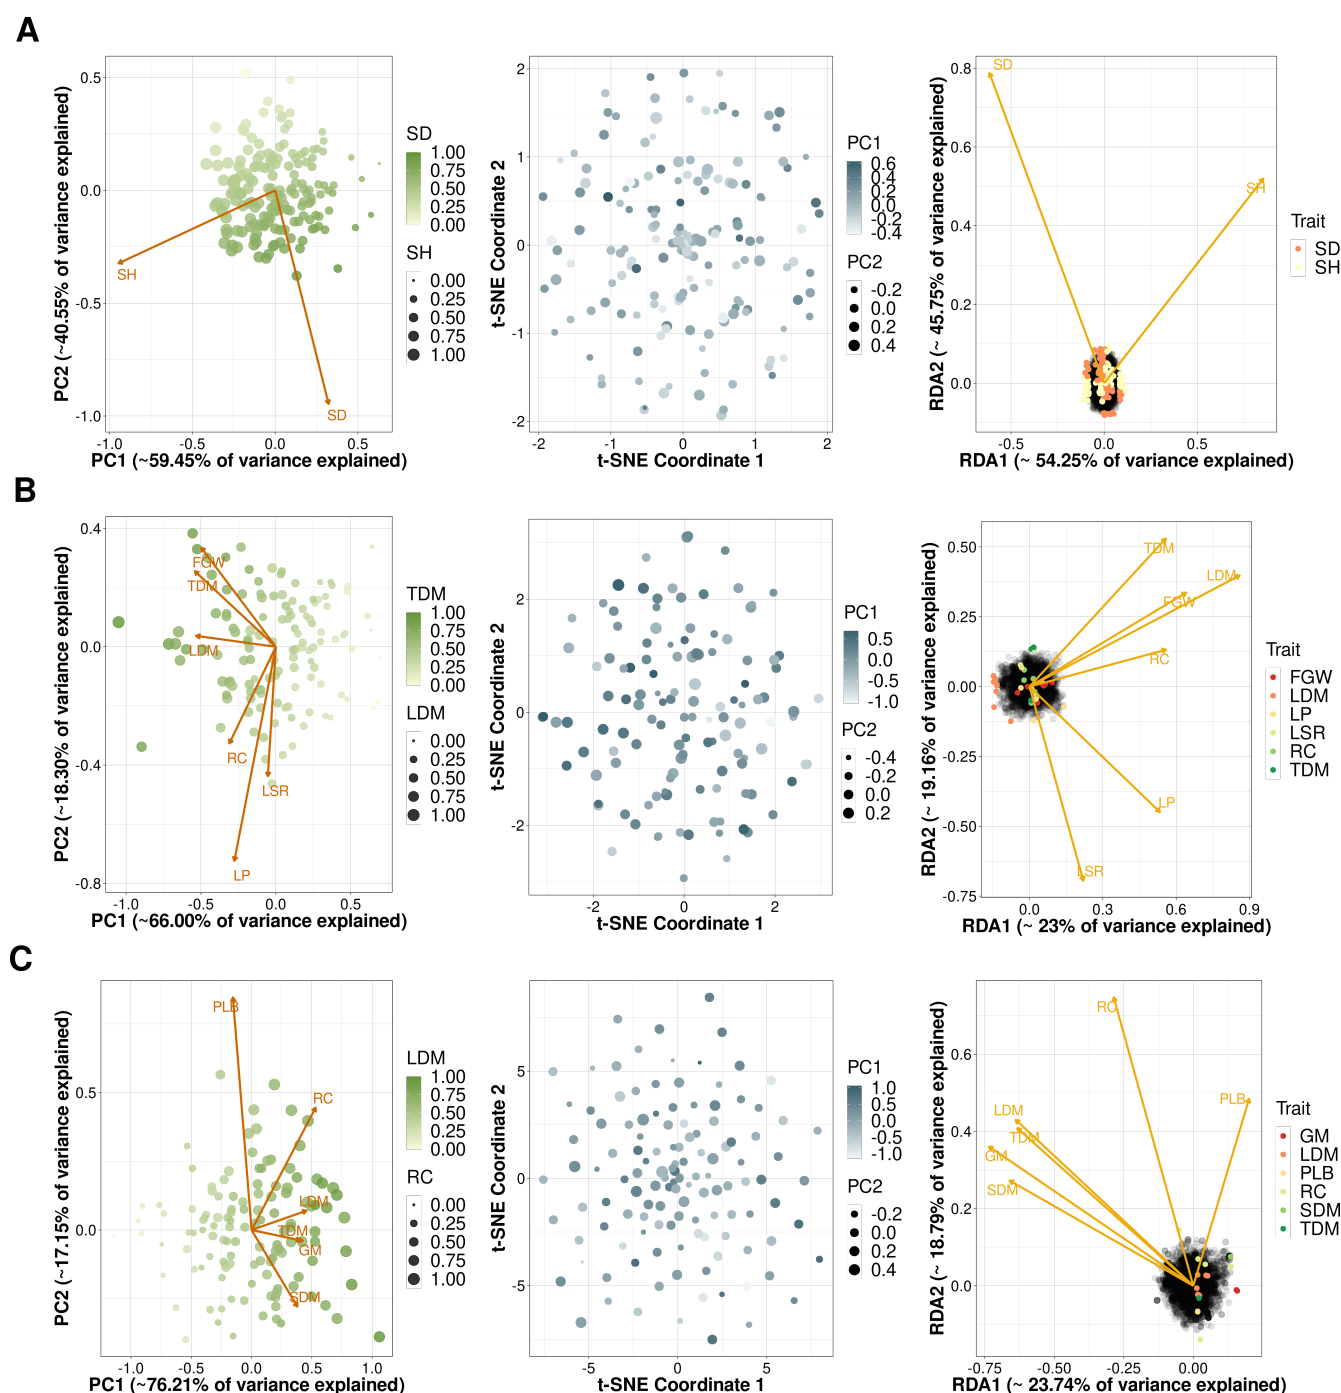 A
PC2 (~40.55% of variance explained)
0.5
0.0
-0.5
-1.0
SH
SD
-1.0 -0.5 0.0 0.5
PC1 (~59.45% of variance explained)
SD
1.00
0.75
0.50
0.25
0.00
SH
0.00
0.25
0.50
0.75
1.00
t-SNE Coordinate 2
2
1
0
-1
-2
-2 -1 0 1 2
t-SNE Coordinate 1
PC1
0.6
0.4
0.2
0.0
-0.2
-0.4
PC2
-0.2
0.0
0.2
0.4
RDA2 (~ 45.75% of variance explained)
0.8
0.6
0.4
0.2
0.0
SD
SH
-0.5 0.0 0.5
RDA1 (~ 54.25% of variance explained)
Trait
SD
SH
B
PC2 (~18.30% of variance explained)
0.4
0.0
-0.4
-0.8
FGW
TDM
LDM
RC
LSR
LP
-1.0 -0.5 0.0 0.5
PC1 (~66.00% of variance explained)
TDM
1.00
0.75
0.50
0.25
0.00
LDM
0.00
0.25
0.50
0.75
1.00
t-SNE Coordinate 2
2
0
-2
-2 0 2
t-SNE Coordinate 1
PC1
0.5
0.0
-0.5
-1.0
PC2
-0.4
-0.2
0.0
0.2
RDA2 (~ 19.16% of variance explained)
0.50
0.25
0.00
-0.25
-0.50
-0.75
TDM
LDM
FGW
RC
LP
LSR
0.0 0.3 0.6 0.9
RDA1 (~ 23% of variance explained)
Trait
FGW
LDM
LP
LSR
RC
TDM
C
PC2 (~17.15% of variance explained)
0.5
0.0
PLB
RC
LDM
TDM
GM
SDM
-1.0 -0.5 0.0 0.5 1.0
PC1 (~76.21% of variance explained)
LDM
1.00
0.75
0.50
0.25
0.00
RC
0.00
0.25
0.50
0.75
1.00
t-SNE Coordinate 2
5
0
-5
-5 0 5
t-SNE Coordinate 1
PC1
1.0
0.5
0.0
-0.5
-1.0
PC2
-0.2
0.0
0.2
0.4
RDA2 (~ 18.79% of variance explained)
0.6
0.4
0.2
0.0
RC
PLB
LDM
TDM
GM
SDM
-0.75 -0.50 -0.25 0.00
RDA1 (~ 23.74% of variance explained)
Trait
GM
LDM
PLB
RC
SDM
TDM